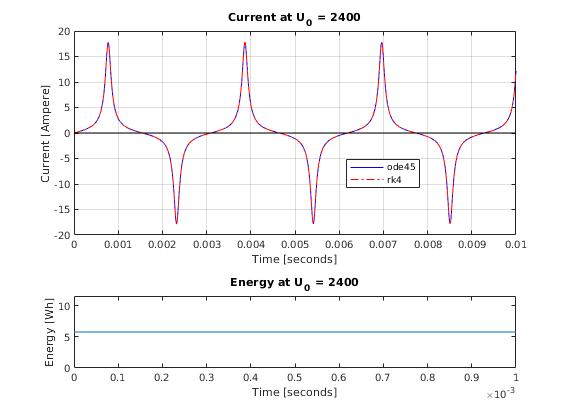 Current at U0 = 2400
20
15
10
5
0
-5
-10
-15
-20
Current [Ampere]
ode45
rk4
0 0.001 0.002 0.003 0.004 0.005 0.006 0.007 0.008 0.009 0.01
Time [seconds]
Energy at U0 = 2400
10
5
0
Energy [Wh]
0 0.1 0.2 0.3 0.4 0.5 0.6 0.7 0.8 0.9 1
Time [seconds]
×10-3